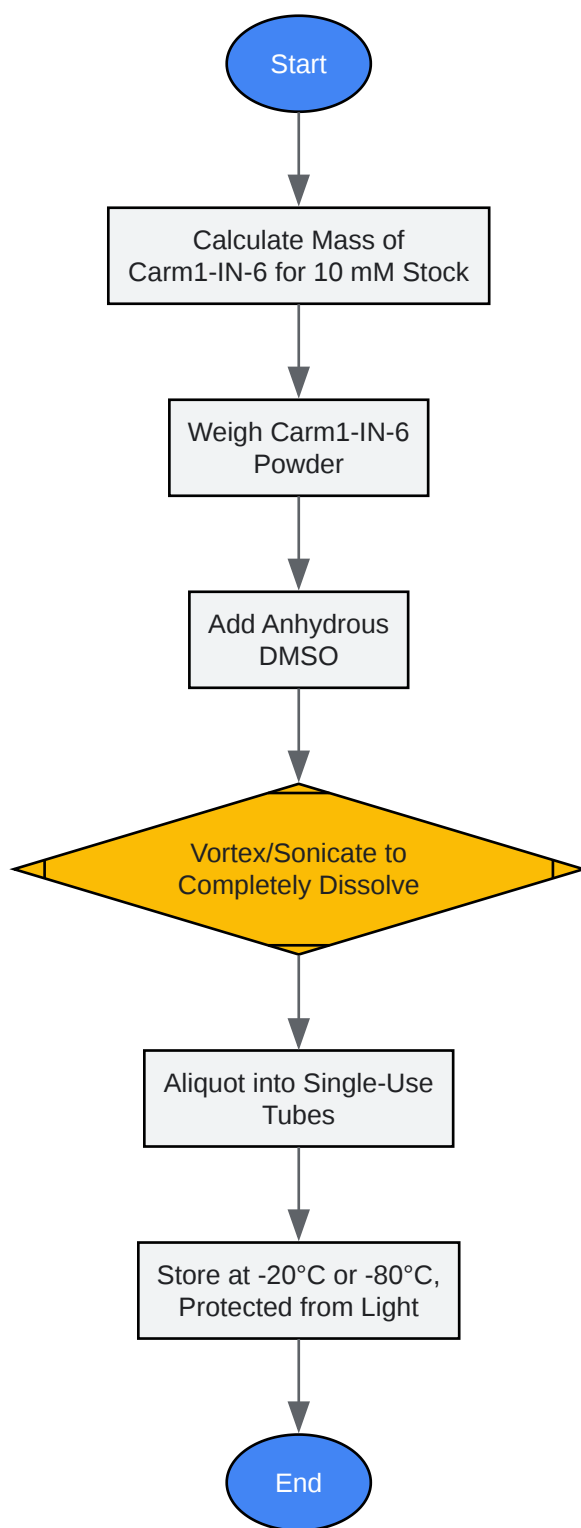 Start
Calculate Mass of
Carm1-IN-6 for 10 mM Stock
Weigh Carm1-IN-6
Powder
Add Anhydrous
DMSO
Vortex/Sonicate to
Completely Dissolve
Aliquot into Single-Use
Tubes
Store at -20°C or -80°C,
Protected from Light
End